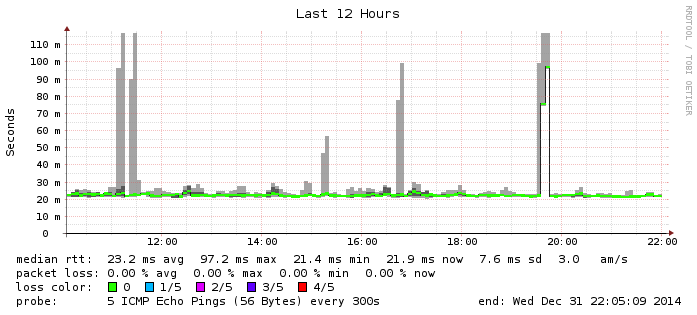 Last 12 Hours
RRDTOOL / TOBI OETIKER
Seconds
110 m
100 m
90 m
80 m
70 m
60 m
50 m
40 m
30 m
20 m
10 m
0
12:00 14:00 16:00 18:00 20:00 22:00
median rtt: 23.2 ms avg 97.2 ms max 21.4 ms min 21.9 ms now 7.6 ms sd 3.0 am/s
packet loss: 0.00 % avg 0.00 % max 0.00 % min 0.00 % now
loss color: 0 1/5 2/5 3/5 4/5
probe: 5 ICMP Echo Pings (56 Bytes) every 300s end: Wed Dec 31 22:05:09 2014